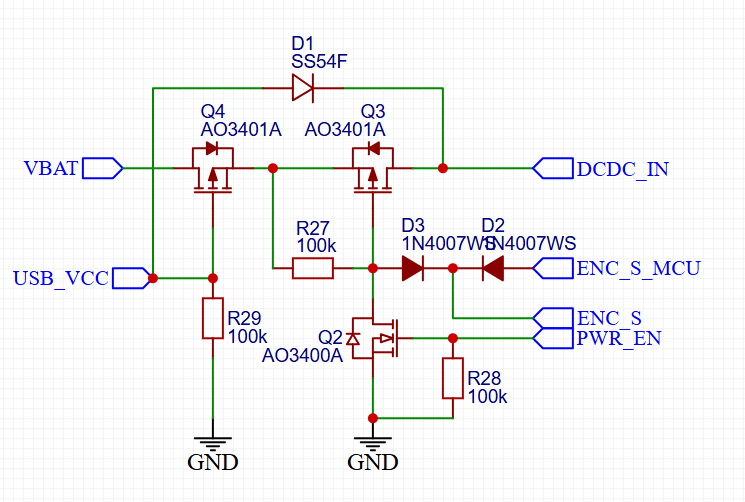 D1
SS54F
Q4
AO3401A
Q3
AO3401A
VBAT
DCDC_IN
R27
100k
D3
1N4007WS
D2
1N4007WS
USB_VCC
ENC_S_MCU
R29
100k
Q2
AO3400A
ENC_S
PWR_EN
R28
100k
GND
GND